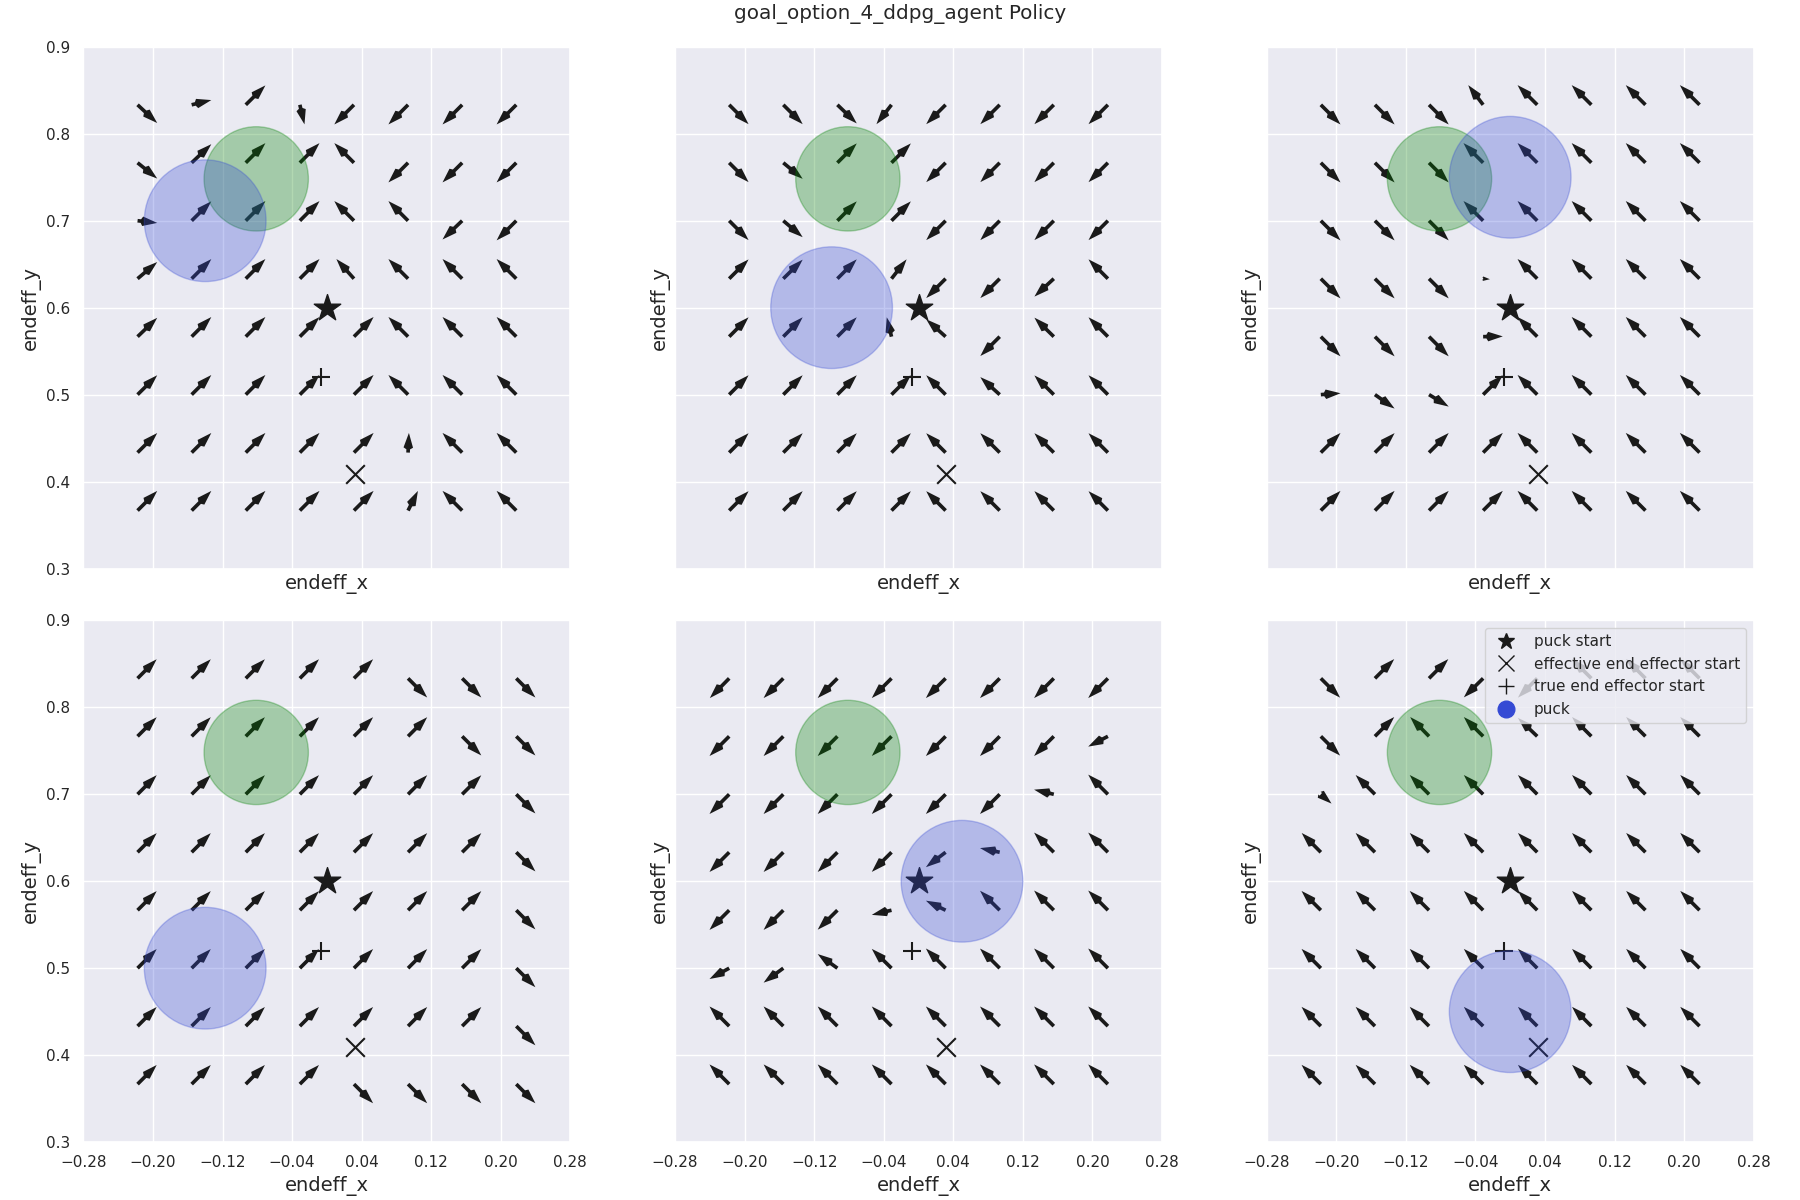 goal_option_4_ddpg_agent Policy
0.9
0.8
0.7
0.6
0.5
0.4
0.3
endeff_y
endeff_x
endeff_y
endeff_x
endeff_y
endeff_x
0.9
0.8
0.7
0.6
0.5
0.4
0.3
endeff_y
−0.28 −0.20 −0.12 −0.04 0.04 0.12 0.20 0.28
endeff_x
endeff_y
−0.28 −0.20 −0.12 −0.04 0.04 0.12 0.20 0.28
endeff_x
puck start
effective end effector start
true end effector start
puck
endeff_y
−0.28 −0.20 −0.12 −0.04 0.04 0.12 0.20 0.28
endeff_x